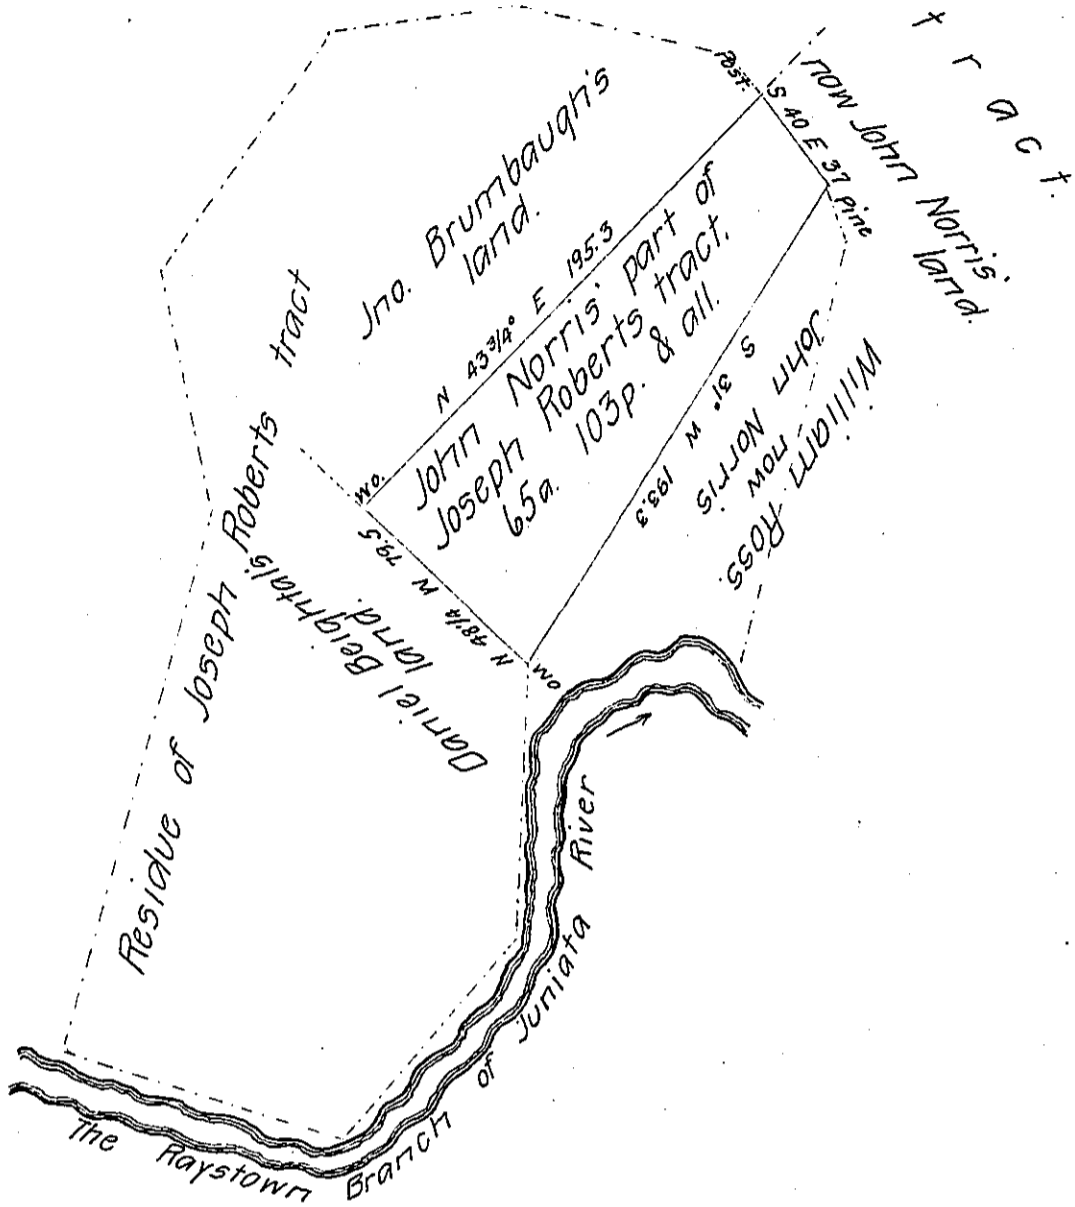 tract.
Post.
S 40 E 37
Pine
now John Norris'
land.
Jno. Brumbaugh's
land.
N 43 3/4° E 195.3
John Norris' part of
Joseph Roberts tract.
65a. 103p. & all.
S 31° W 193.3
John Norris
now
William Ross.
Wo.
N 48 1/4 W 79.5
WO
Daniel Beightal's
land.
Residue of Joseph Roberts tract
The Raystown Branch of Juniata River